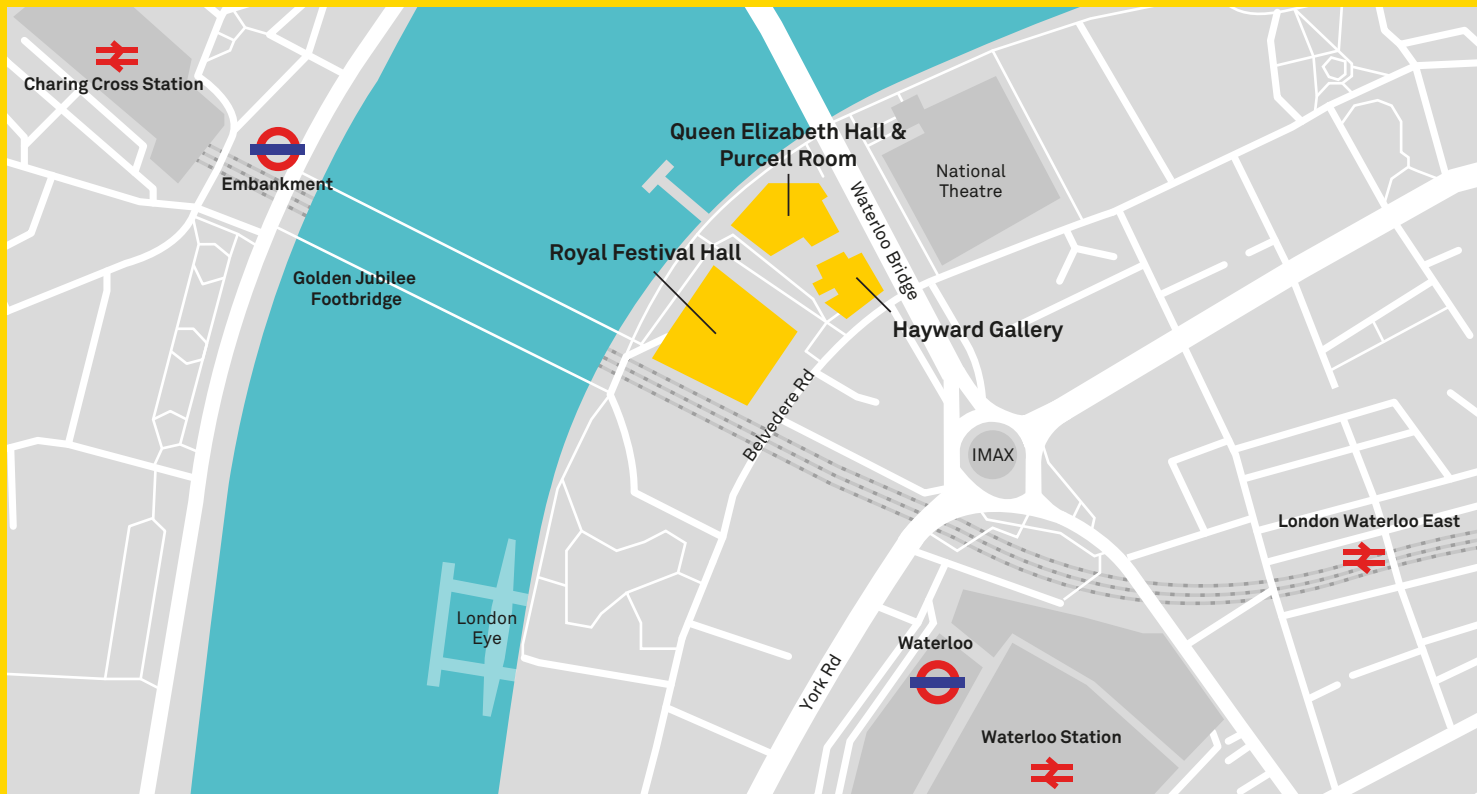 Charing Cross Station
Embankment
Queen Elizabeth Hall &
Purcell Room
National
Theatre
Waterloo Bridge
Royal Festival Hall
Golden Jubilee
Footbridge
Hayward Gallery
Belvedere Rd
IMAX
London Waterloo East
London
Eye
Waterloo
York Rd
Waterloo Station